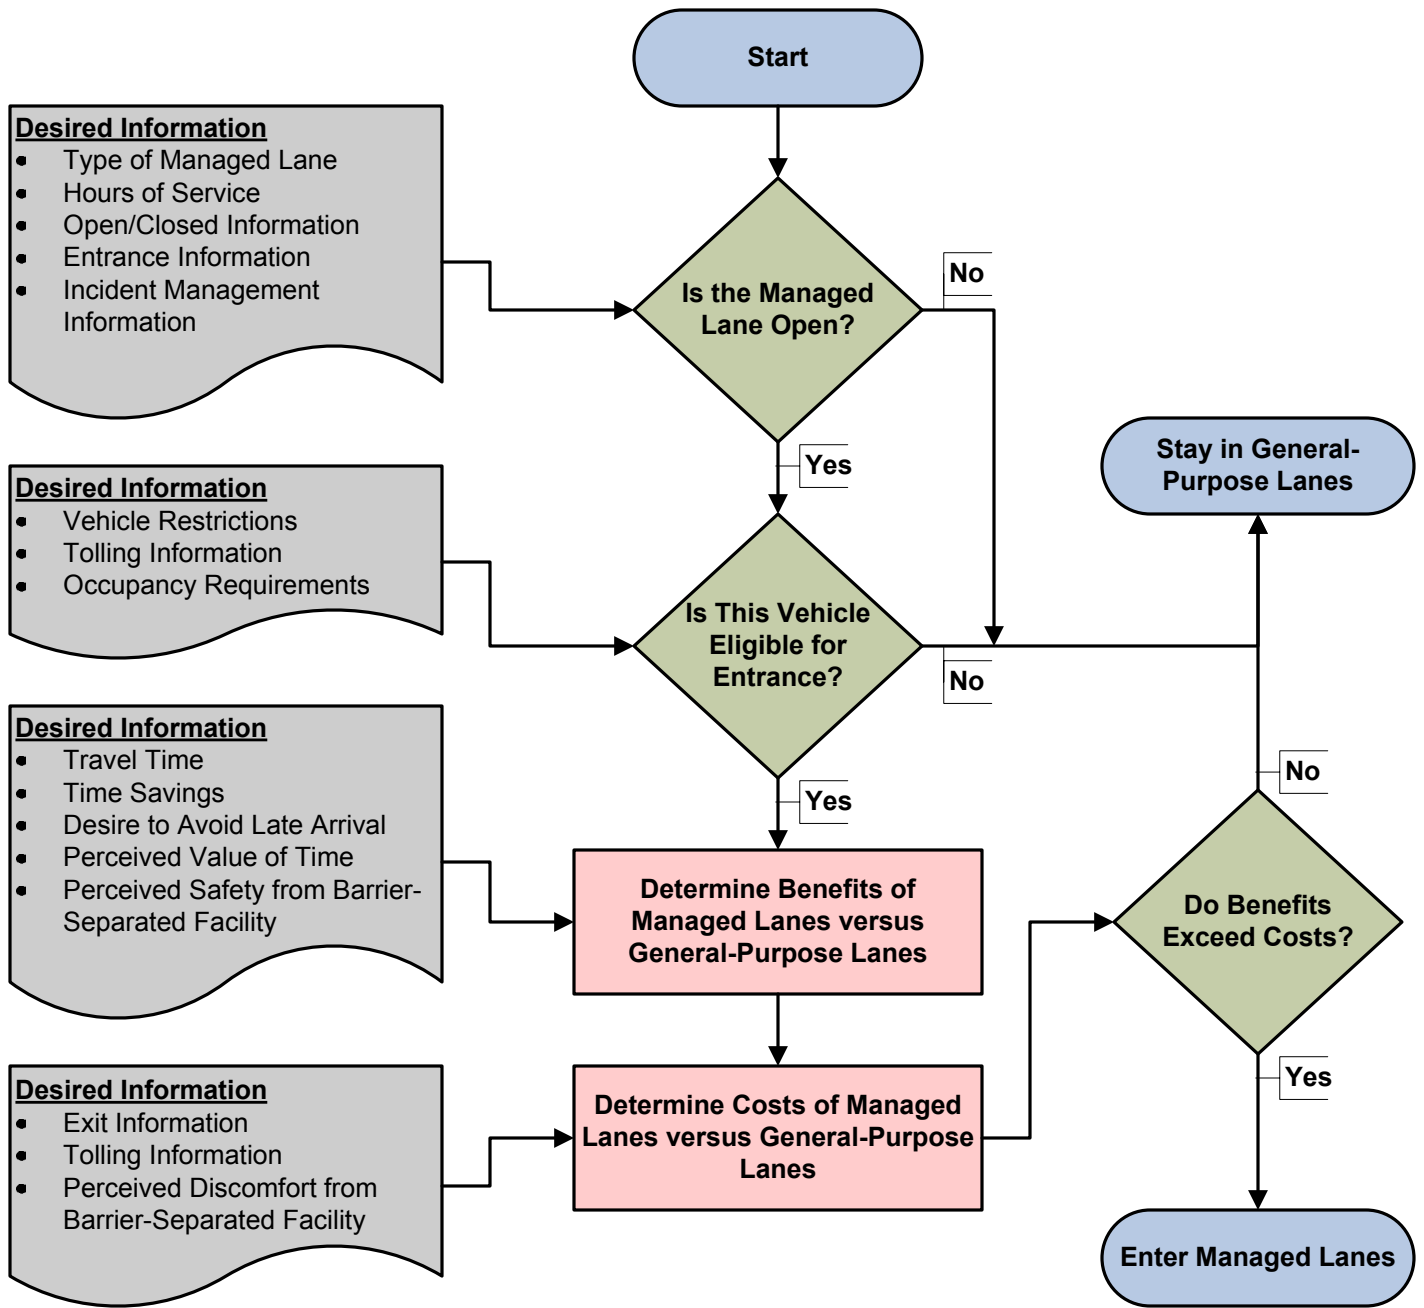 Start
Desired Information
• Type of Managed Lane
• Hours of Service
• Open/Closed Information
• Entrance Information
• Incident Management
Information
Is the Managed
Lane Open?
No
Yes
Stay in General-
Purpose Lanes
Desired Information
• Vehicle Restrictions
• Tolling Information
• Occupancy Requirements
Is This Vehicle
Eligible for
Entrance?
No
Yes
Desired Information
• Travel Time
• Time Savings
• Desire to Avoid Late Arrival
• Perceived Value of Time
• Perceived Safety from Barrier-
Separated Facility
Determine Benefits of
Managed Lanes versus
General-Purpose Lanes
No
Do Benefits
Exceed Costs?
Yes
Desired Information
• Exit Information
• Tolling Information
• Perceived Discomfort from
Barrier-Separated Facility
Determine Costs of Managed
Lanes versus General-Purpose
Lanes
Enter Managed Lanes